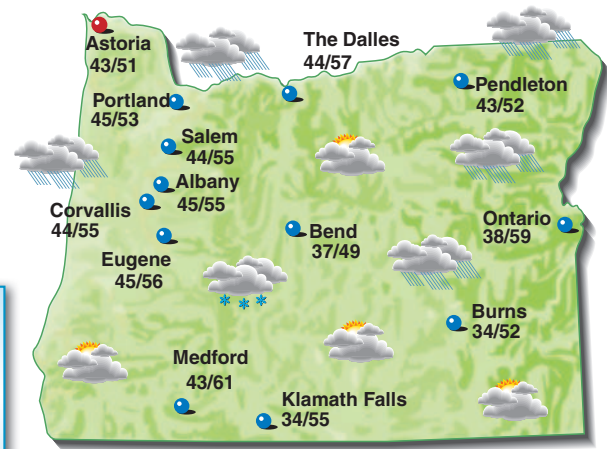 Astoria
43/51
The Dalles
44/57
Pendleton
43/52
Portland
45/53
Salem
44/55
Albany
45/55
Corvallis
44/55
Eugene
45/56
Bend
37/49
Ontario
38/59
Burns
34/52
Medford
43/61
Klamath Falls
34/55